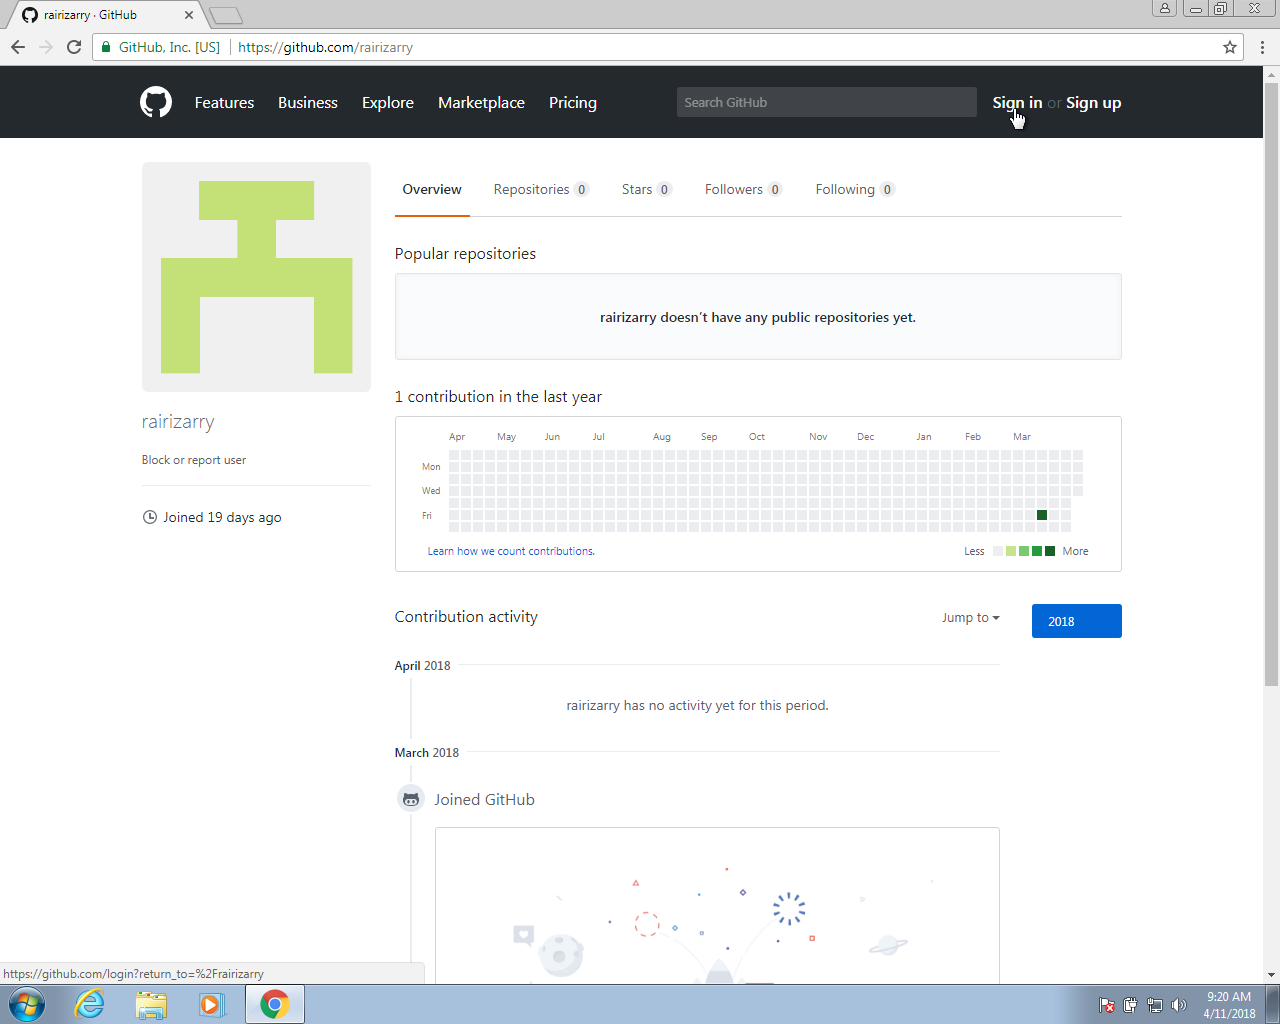 rairizarry · GitHub
GitHub, Inc. [US] https://github.com/rairizarry
Features Business Explore Marketplace Pricing Search GitHub Sign in or Sign up
Overview Repositories 0 Stars 0 Followers 0 Following 0
Popular repositories
rairizarry doesn’t have any public repositories yet.
rairizarry
Block or report user
Joined 19 days ago
1 contribution in the last year
Apr May Jun Jul Aug Sep Oct Nov Dec Jan Feb Mar
Mon
Wed
Fri
Learn how we count contributions. Less More
Contribution activity Jump to 2018
April 2018
rairizarry has no activity yet for this period.
March 2018
Joined GitHub
https://github.com/login?return_to=%2Frairizarry
9:20 AM
4/11/2018